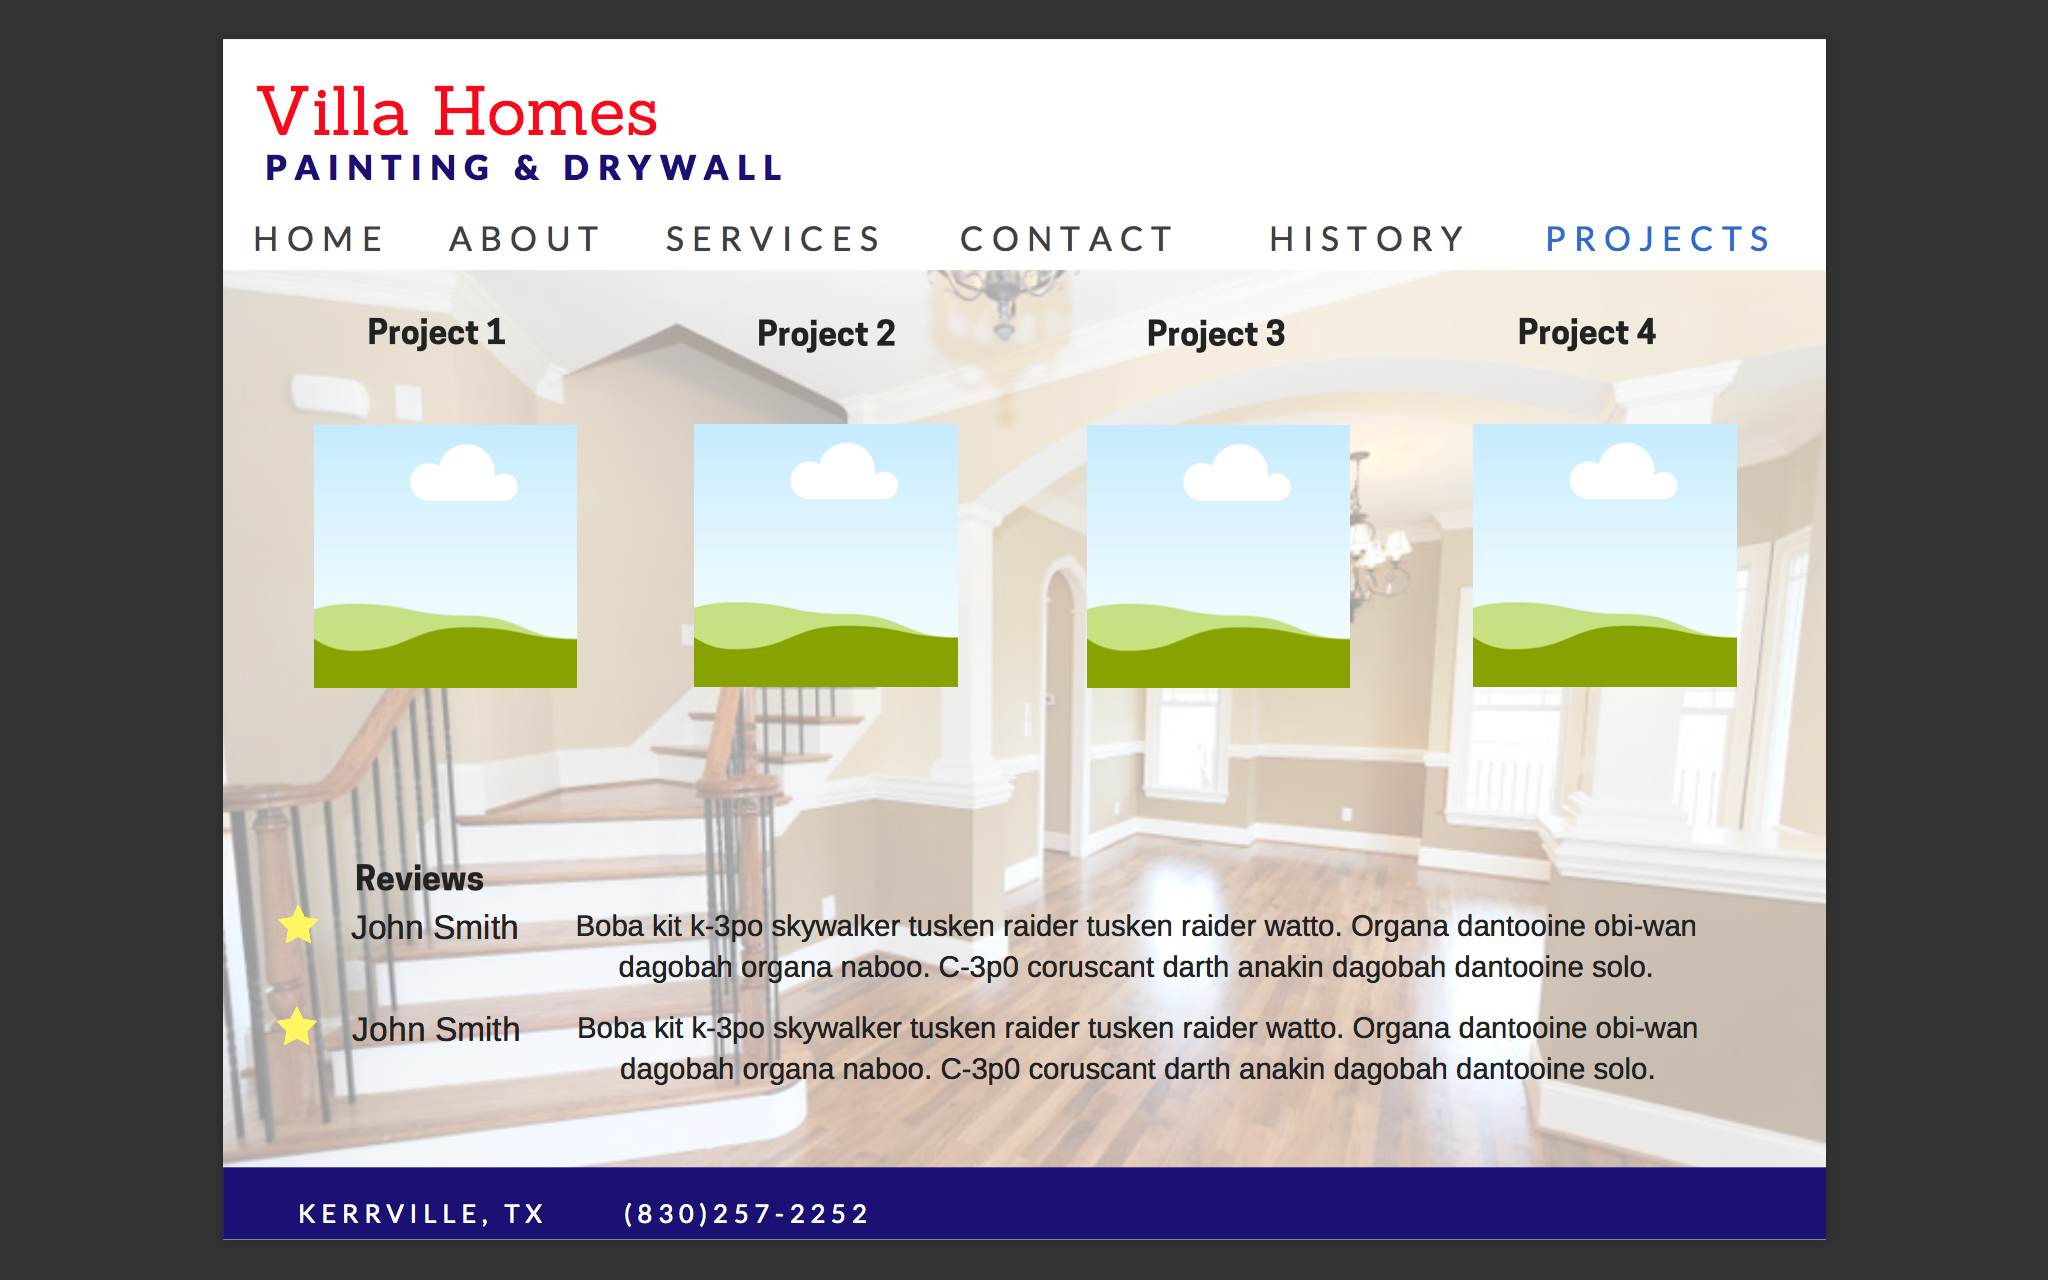 Villa Homes
PAINTING & DRYWALL
HOME ABOUT SERVICES CONTACT HISTORY PROJECTS
Project 1 Project 2 Project 3 Project 4
Reviews
John Smith Boba kit k-3po skywalker tusken raider tusken raider watto. Organa dantooine obi-wan
dagobah organa naboo. C-3p0 coruscant darth anakin dagobah dantooine solo.
John Smith Boba kit k-3po skywalker tusken raider tusken raider watto. Organa dantooine obi-wan
dagobah organa naboo. C-3p0 coruscant darth anakin dagobah dantooine solo.
KERRVILLE, TX (830)257-2252